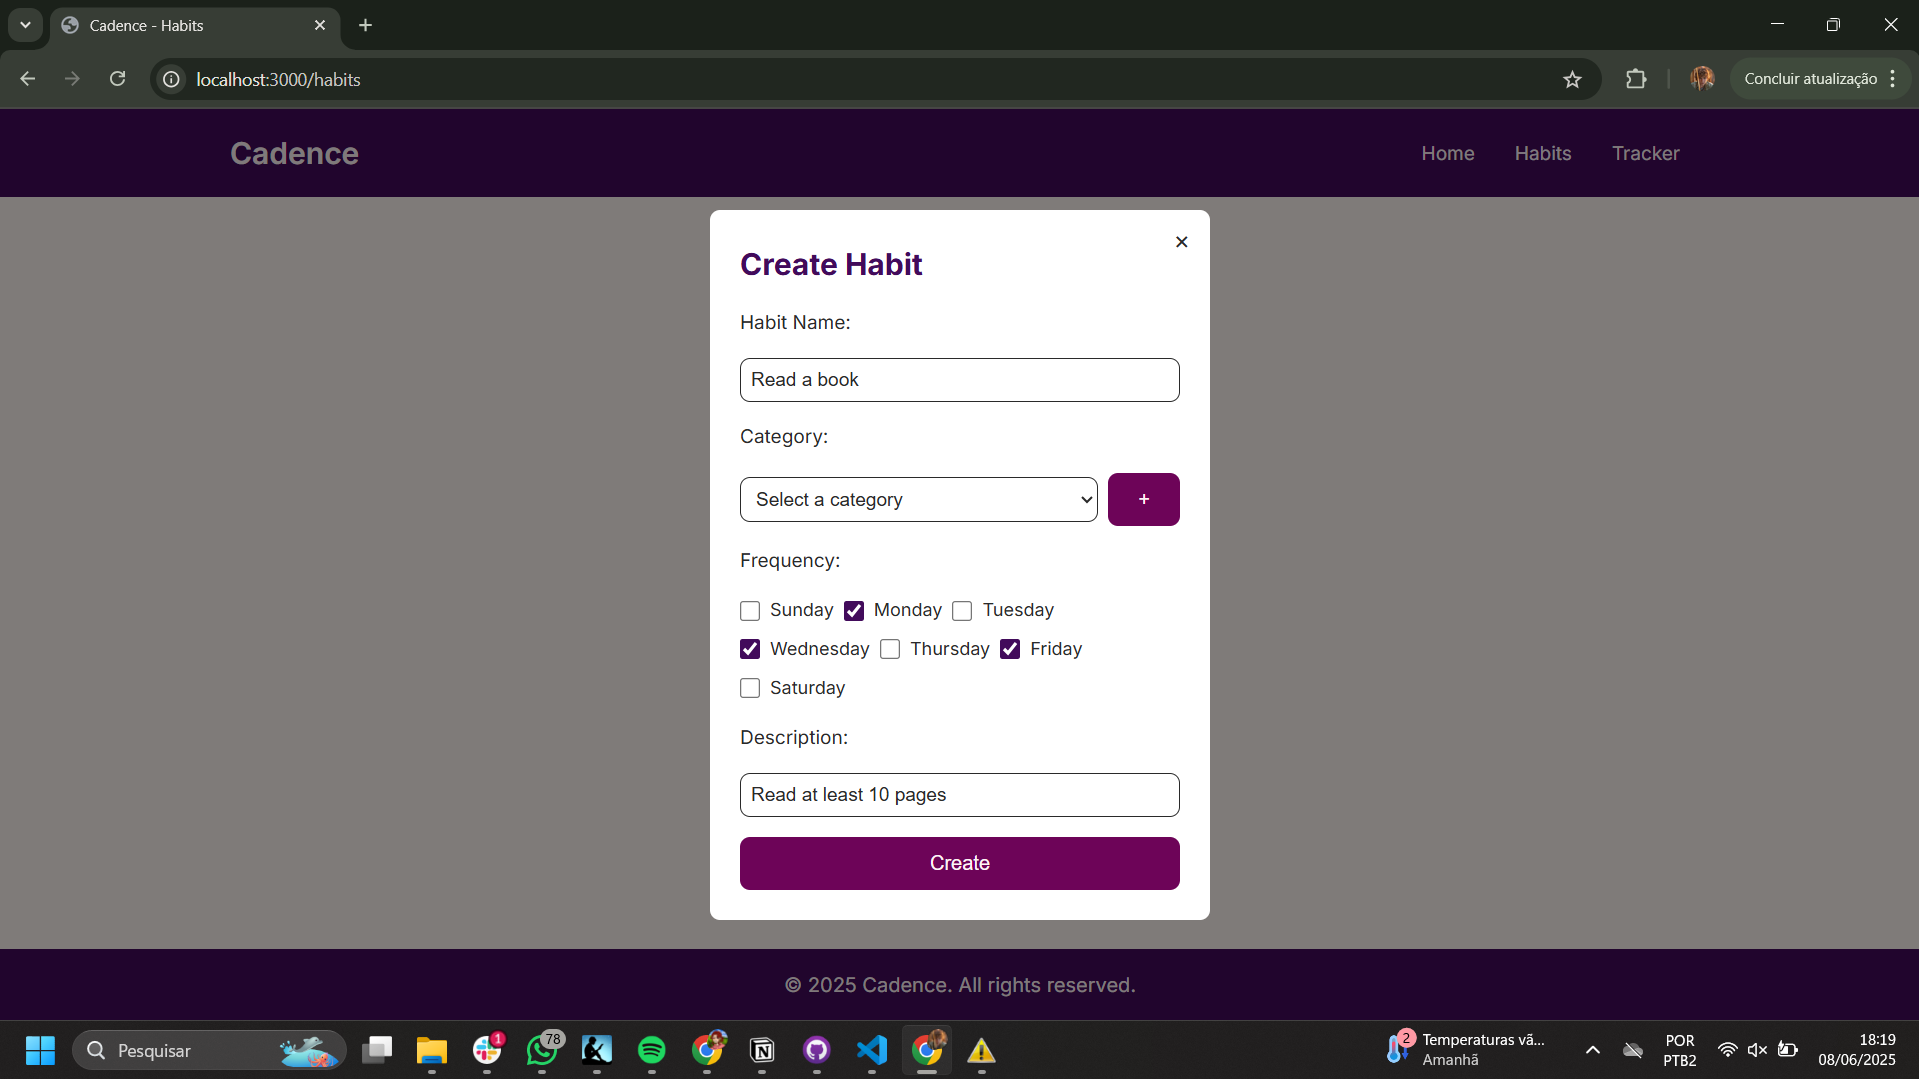 Cadence - Habits
localhost:3000/habits
Concluir atualização
Cadence
Home Habits Tracker
Create Habit
Habit Name:
Read a book
Category:
Select a category
+
Frequency:
Sunday Monday Tuesday
Wednesday Thursday Friday
Saturday
Description:
Read at least 10 pages
Create
© 2025 Cadence. All rights reserved.
Pesquisar
1
78
2
Temperaturas vã...
Amanhã
POR
PTB2
18:19
08/06/2025